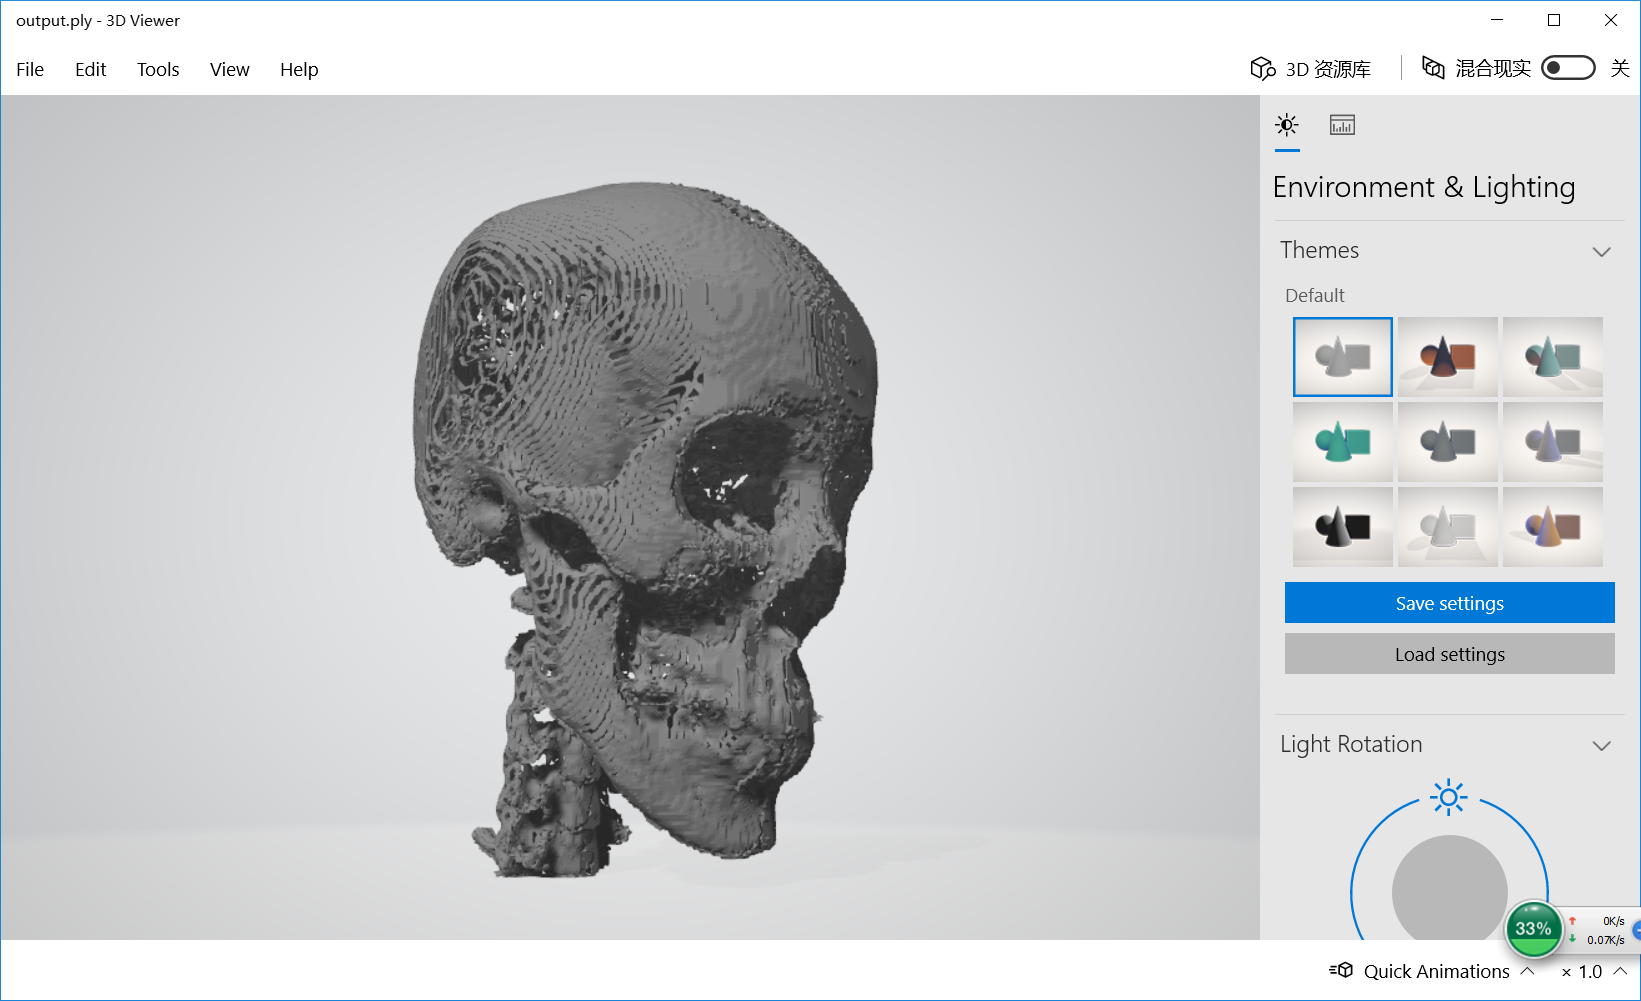 output.ply - 3D Viewer
File Edit Tools View Help
3D 资源库 混合现实 关
Environment & Lighting
Themes
Default
Save settings
Load settings
Light Rotation
33%
0K/s
0.07K/s
Quick Animations × 1.0